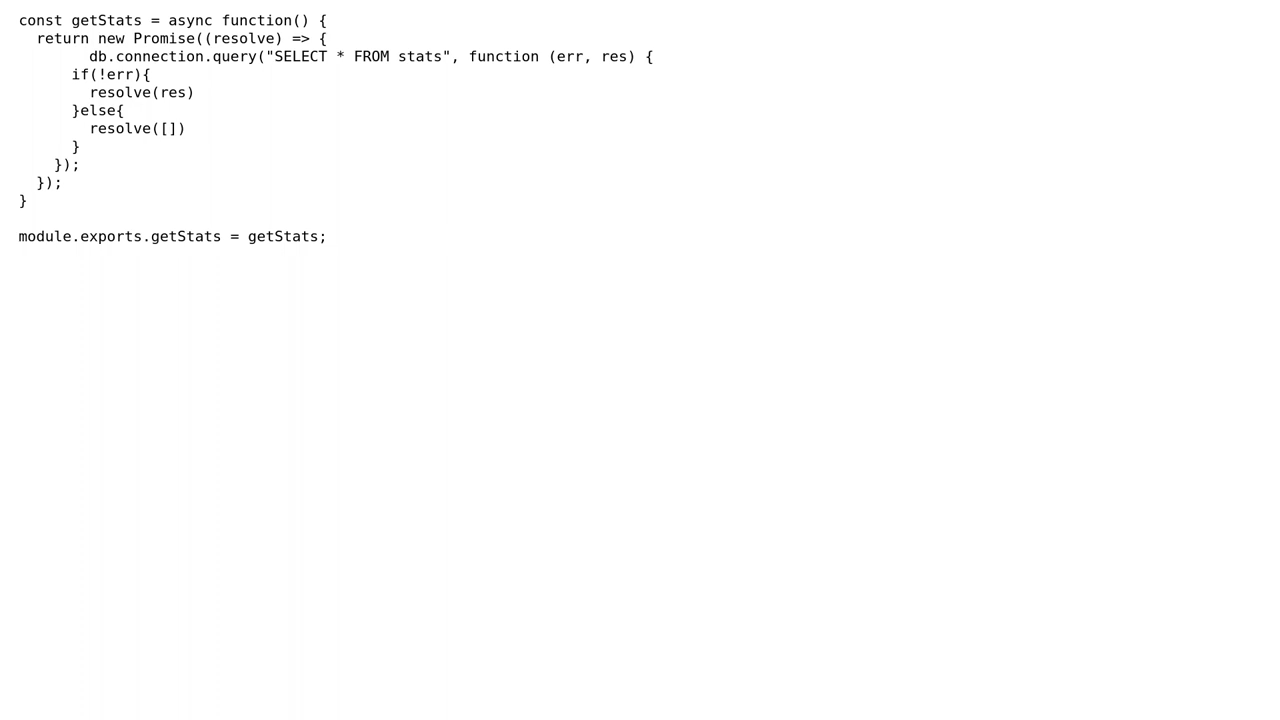 const getStats = async function() {
  return new Promise((resolve) => {
        db.connection.query("SELECT * FROM stats", function (err, res) {
      if(!err){
        resolve(res)
      }else{
        resolve([])
      }
    });
  });
}

module.exports.getStats = getStats;